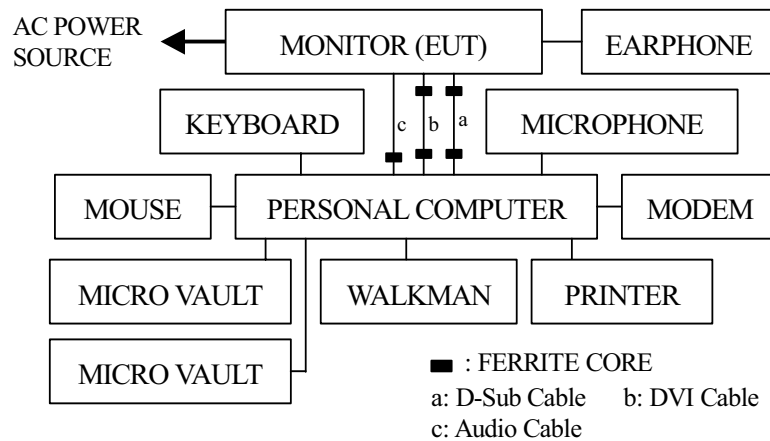 AC POWER
SOURCE
MONITOR (EUT)
EARPHONE
c
b
a
KEYBOARD
MICROPHONE
MOUSE
PERSONAL COMPUTER
MODEM
MICRO VAULT
WALKMAN
PRINTER
MICRO VAULT
: FERRITE CORE
a: D-Sub Cable b: DVI Cable
c: Audio Cable